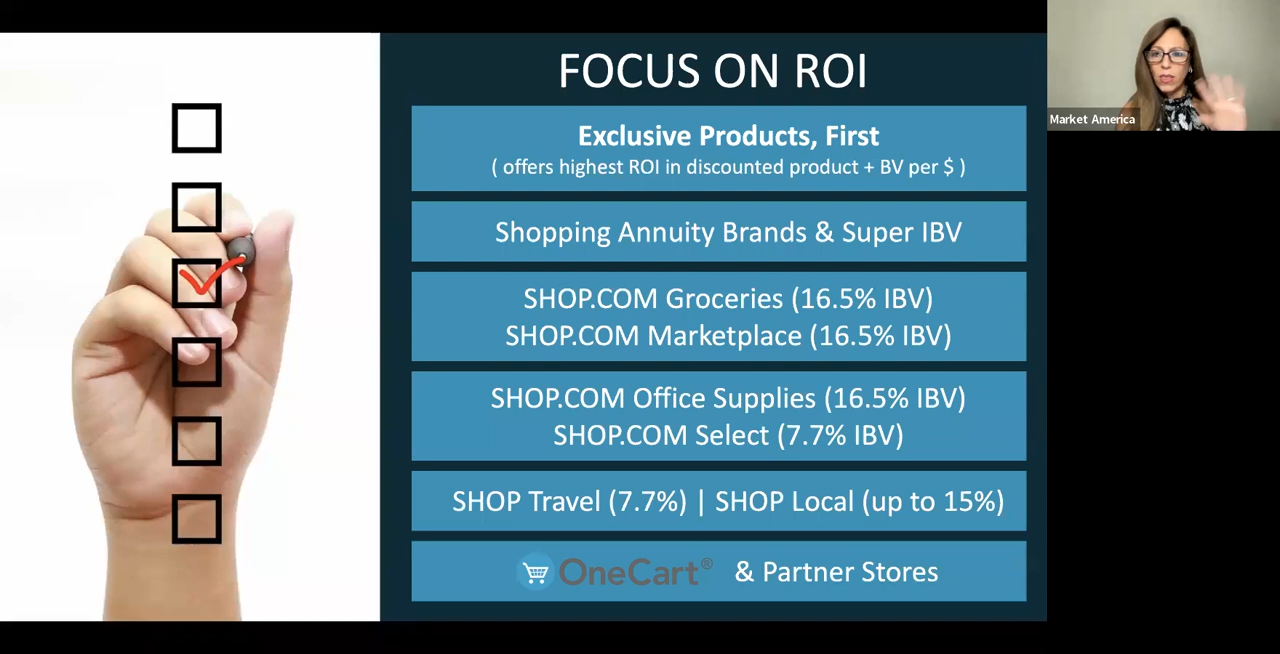 FOCUS ON ROI
Exclusive Products, First
( offers highest ROI in discounted product + BV per $ )
Shopping Annuity Brands & Super IBV
SHOP.COM Groceries (16.5% IBV)
SHOP.COM Marketplace (16.5% IBV)
SHOP.COM Office Supplies (16.5% IBV)
SHOP.COM Select (7.7% IBV)
SHOP Travel (7.7%) | SHOP Local (up to 15%)
OneCart® & Partner Stores
Market America